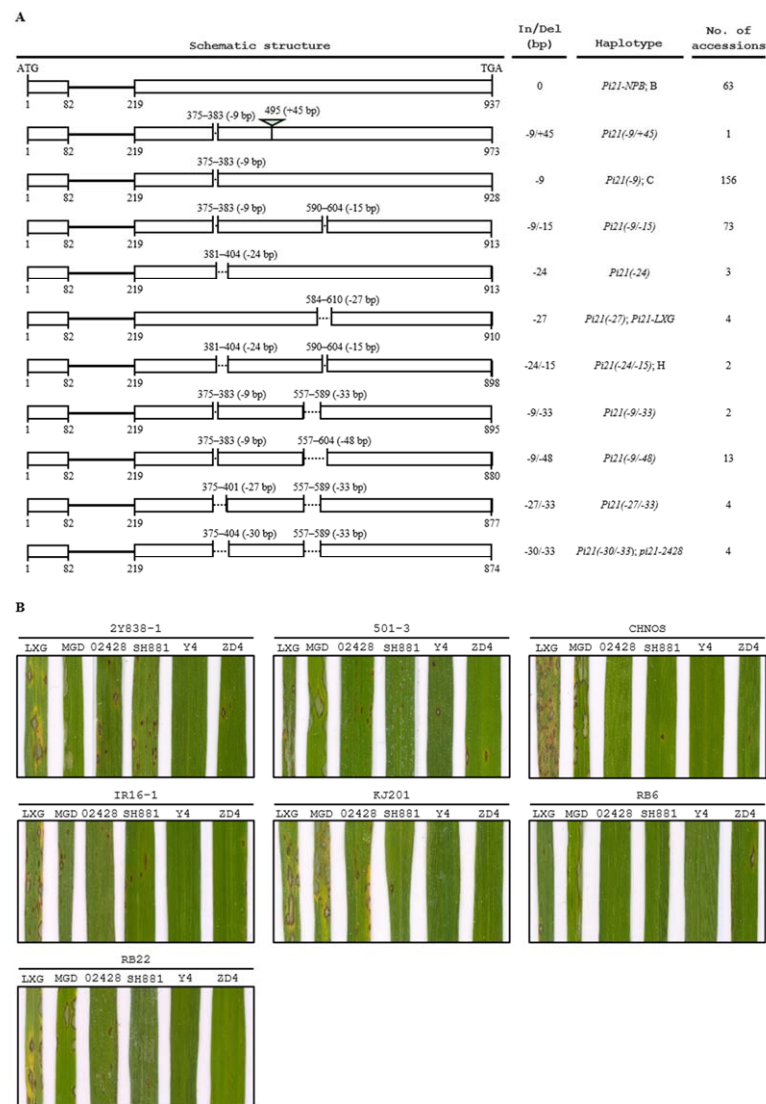 A
Schematic structure
In/Del (bp)
Haplotype
No. of accessions
ATG TGA
1 82 219 937
0 Pi21-NPB; B 63
375–383 (-9 bp) 495 (+45 bp)
1 82 219 973
-9/+45 Pi21(-9/+45) 1
375–383 (-9 bp)
1 82 219 928
-9 Pi21(-9); C 156
375–383 (-9 bp) 590–604 (-15 bp)
1 82 219 913
-9/-15 Pi21(-9/-15) 73
381–404 (-24 bp)
1 82 219 913
-24 Pi21(-24) 3
584–610 (-27 bp)
1 82 219 910
-27 Pi21(-27); Pi21-LXG 4
381–404 (-24 bp) 590–604 (-15 bp)
1 82 219 898
-24/-15 Pi21(-24/-15); H 2
375–383 (-9 bp) 557–589 (-33 bp)
1 82 219 895
-9/-33 Pi21(-9/-33) 2
375–383 (-9 bp) 557–604 (-48 bp)
1 82 219 880
-9/-48 Pi21(-9/-48) 13
375–401 (-27 bp) 557–589 (-33 bp)
1 82 219 877
-27/-33 Pi21(-27/-33) 4
375–404 (-30 bp) 557–589 (-33 bp)
1 82 219 874
-30/-33 Pi21(-30/-33); pi21-2428 4
B
2Y838-1 501-3 CHNOS
LXG MGD 02428 SH881 Y4 ZD4 LXG MGD 02428 SH881 Y4 ZD4 LXG MGD 02428 SH881 Y4 ZD4
IR16-1 KJ201 RB6
LXG MGD 02428 SH881 Y4 ZD4 LXG MGD 02428 SH881 Y4 ZD4 LXG MGD 02428 SH881 Y4 ZD4
RB22
LXG MGD 02428 SH881 Y4 ZD4